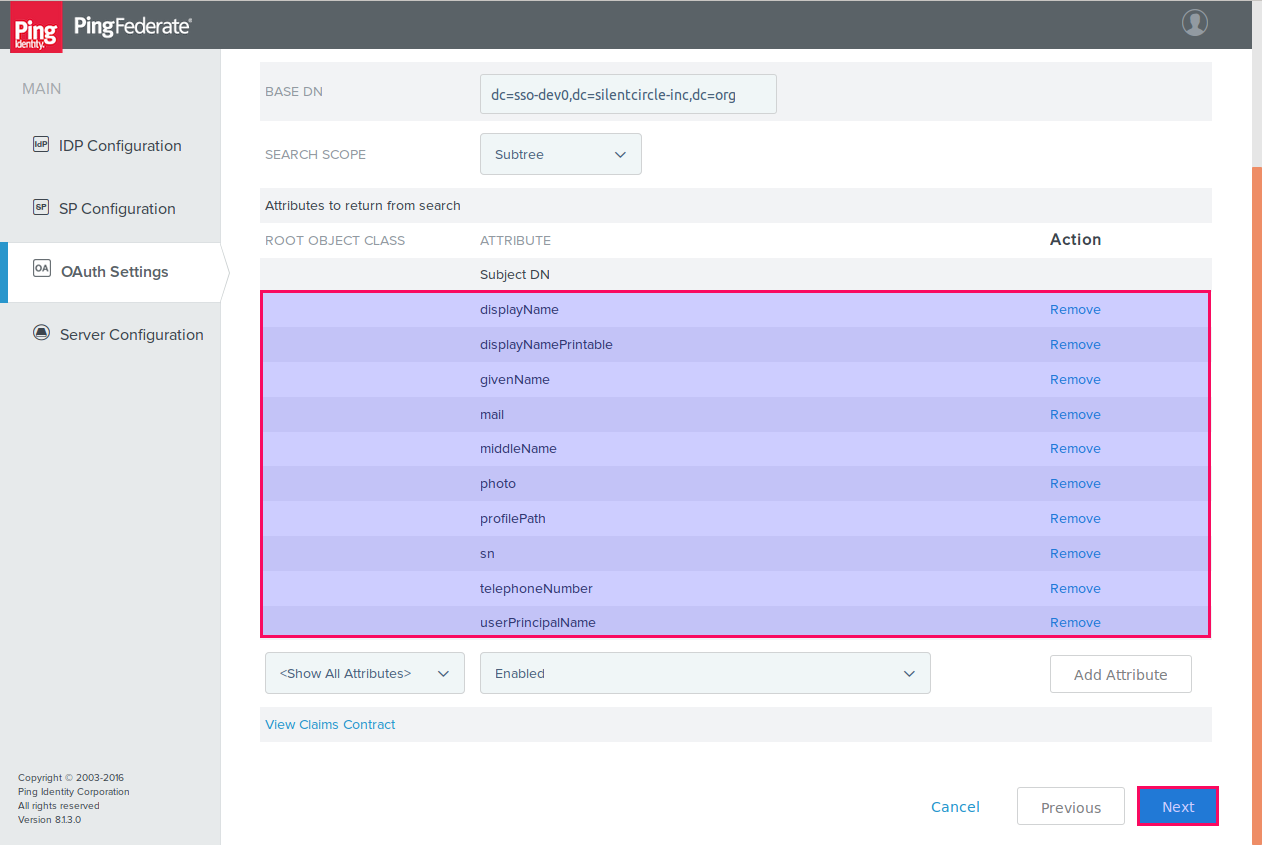 Ping
Identity.
PingFederate®
MAIN
IdP IDP Configuration
SP SP Configuration
OA OAuth Settings
Server Configuration
Copyright © 2003-2016
Ping Identity Corporation
All rights reserved
Version 8.1.3.0
BASE DN dc=sso-dev0,dc=silentcircle-inc,dc=org
SEARCH SCOPE Subtree
Attributes to return from search
ROOT OBJECT CLASS ATTRIBUTE Action
Subject DN
displayName Remove
displayNamePrintable Remove
givenName Remove
mail Remove
middleName Remove
photo Remove
profilePath Remove
sn Remove
telephoneNumber Remove
userPrincipalName Remove
<Show All Attributes> Enabled Add Attribute
View Claims Contract
Cancel Previous Next